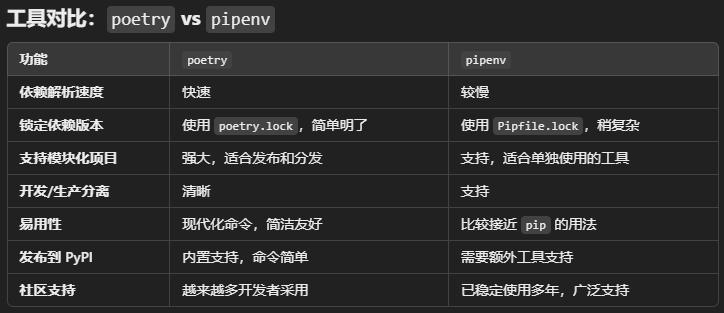 工具对比：poetry vs pipenv
功能 poetry pipenv
依赖解析速度 快速 较慢
锁定依赖版本 使用 poetry.lock，简单明了 使用 Pipfile.lock，稍复杂
支持模块化项目 强大，适合发布和分发 支持，适合单独使用的工具
开发/生产分离 清晰 支持
易用性 现代化命令，简洁友好 比较接近 pip 的用法
发布到 PyPI 内置支持，命令简单 需要额外工具支持
社区支持 越来越多开发者采用 已稳定使用多年，广泛支持